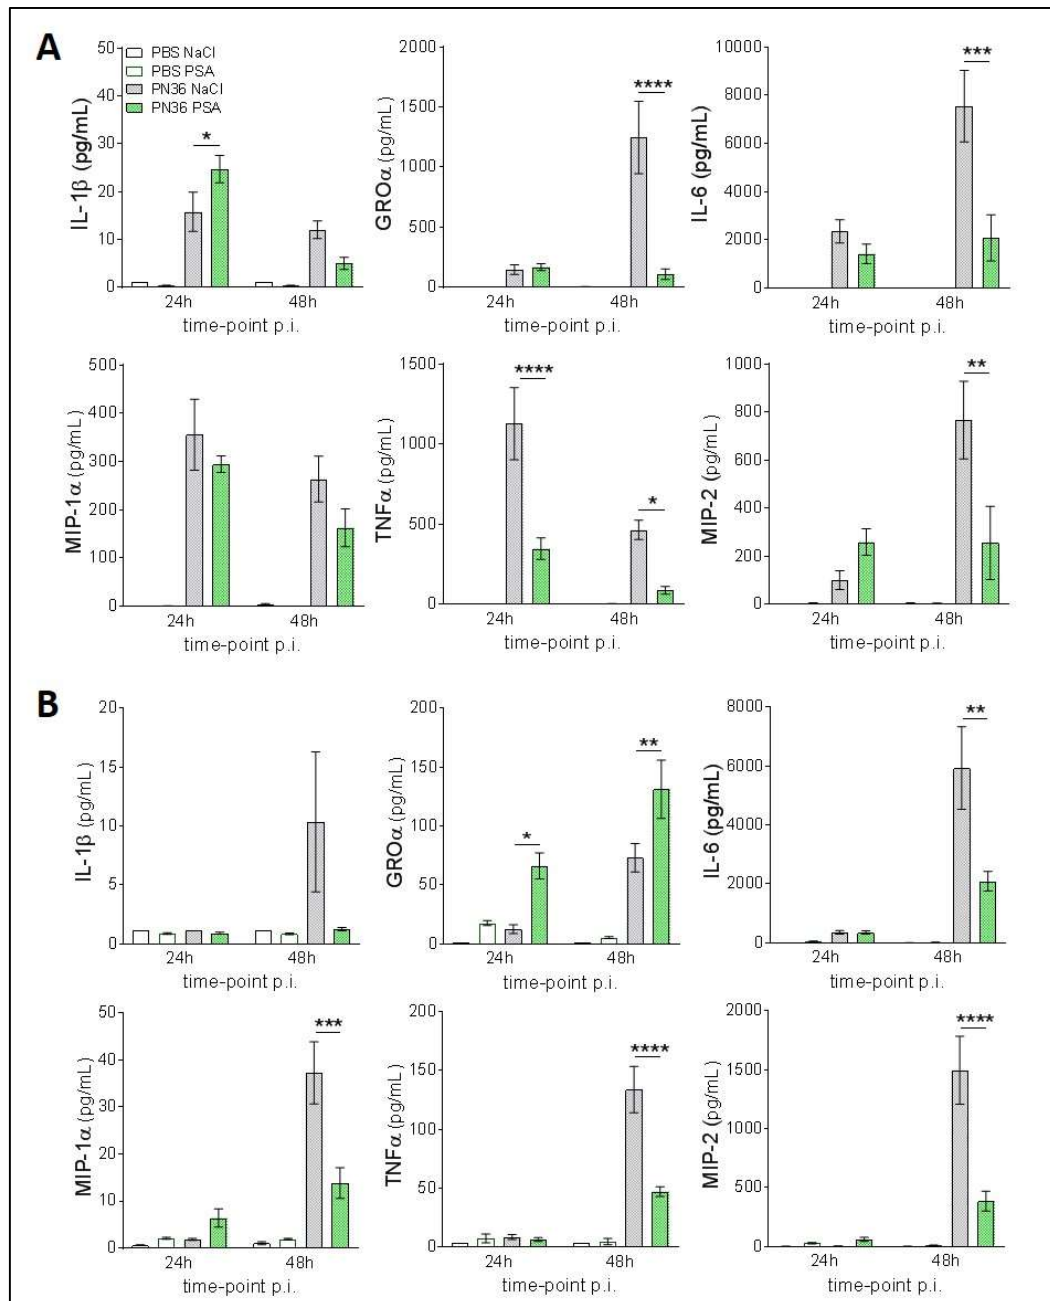 A
50
40
30
20
10
0
IL-1β (pg/mL)
PBS NaCl
PBS PSA
PN36 NaCl
PN36 PSA
*
24h 48h
time-point p.i.
2000
1500
1000
500
0
GROα (pg/mL)
****
24h 48h
time-point p.i.
10000
8000
6000
4000
2000
0
IL-6 (pg/mL)
***
24h 48h
time-point p.i.
500
400
300
200
100
0
MIP-1α (pg/mL)
24h 48h
time-point p.i.
1500
1000
500
0
TNFα (pg/mL)
****
*
24h 48h
time-point p.i.
1000
800
600
400
200
0
MIP-2 (pg/mL)
**
24h 48h
time-point p.i.
B
20
15
10
5
0
IL-1β (pg/mL)
24h 48h
time-point p.i.
200
150
100
50
0
GROα (pg/mL)
*
**
24h 48h
time-point p.i.
8000
6000
4000
2000
0
IL-6 (pg/mL)
**
24h 48h
time-point p.i.
50
40
30
20
10
0
MIP-1α (pg/mL)
***
24h 48h
time-point p.i.
200
150
100
50
0
TNFα (pg/mL)
****
24h 48h
time-point p.i.
2000
1500
1000
500
0
MIP-2 (pg/mL)
****
24h 48h
time-point p.i.